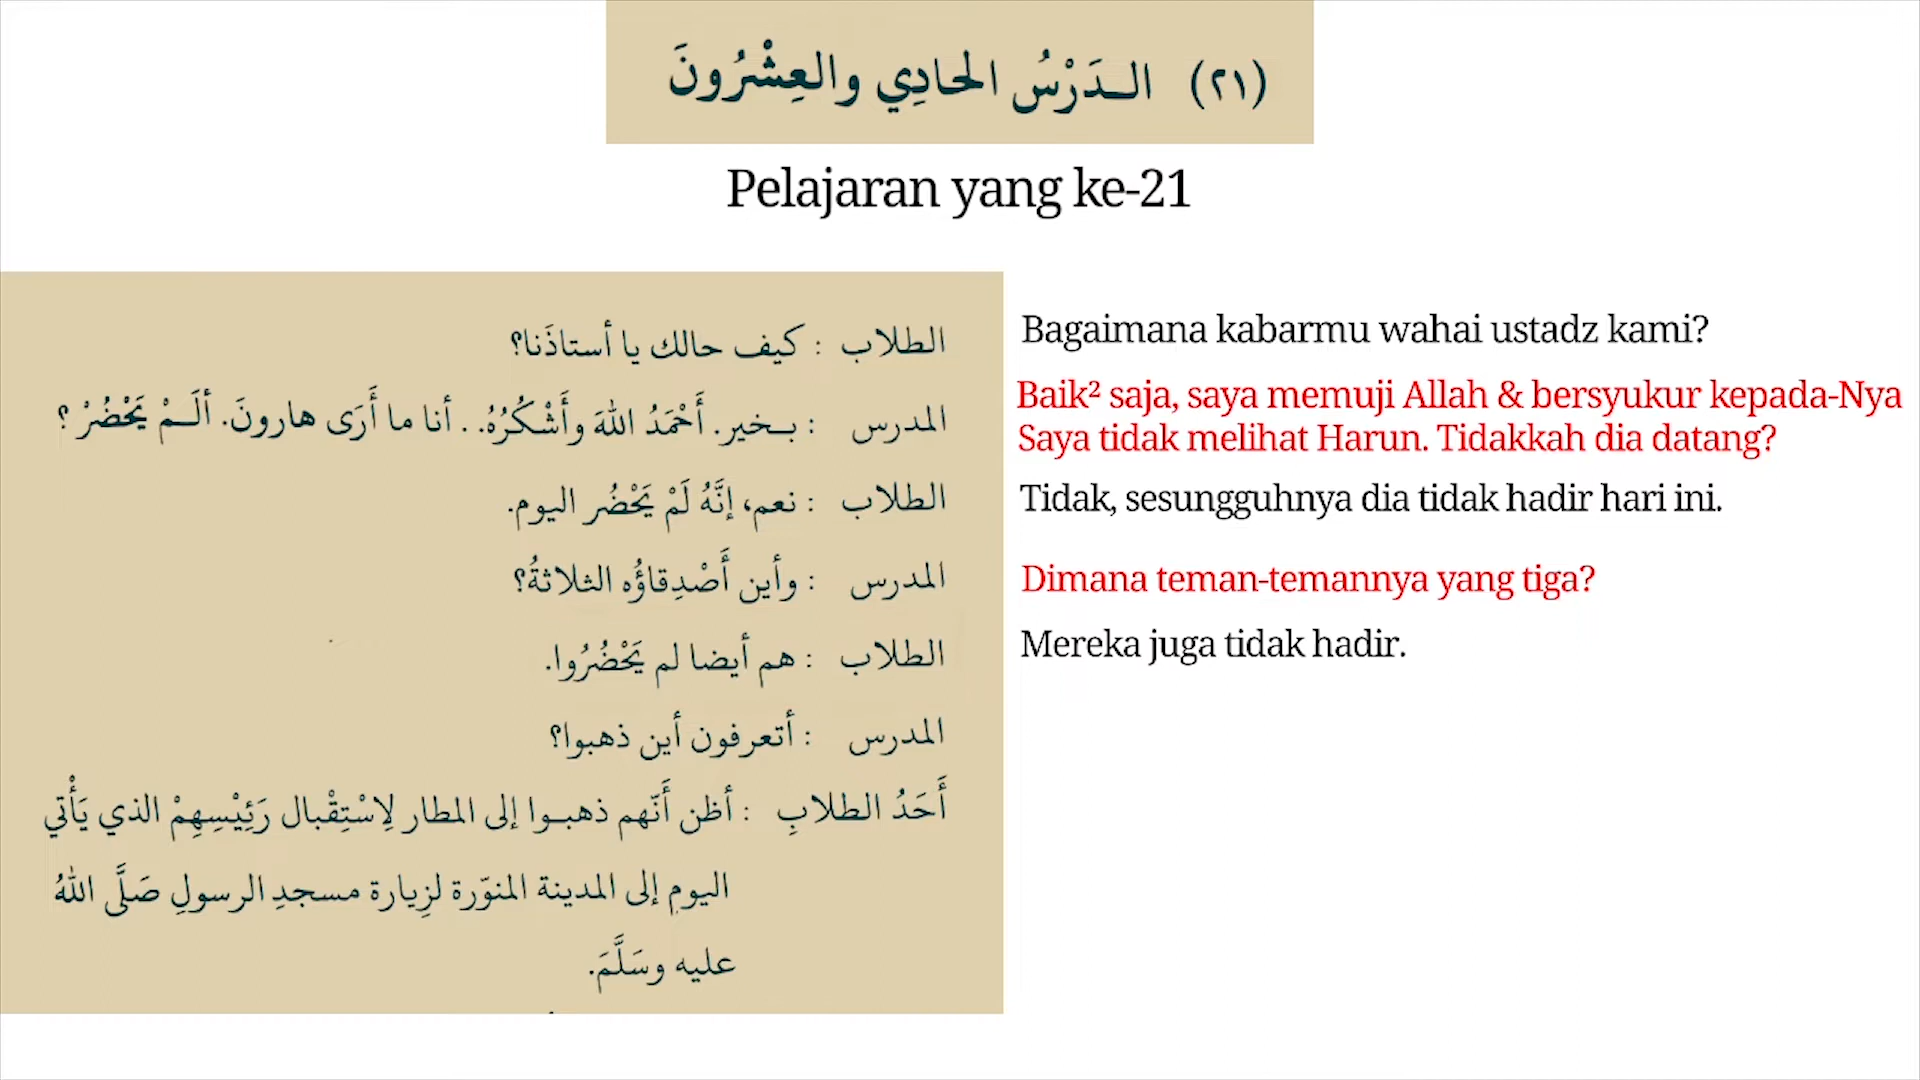 (٢١) الـدَرْسُ الحادِي والعِشْرُونَ
Pelajaran yang ke-21
الطلاب : كيف حالك يا أستاذَنا؟
المدرس : بـخير. أَحْمَدُ اللهَ وأَشْكُرُهُ. . أنا ما أَرَى هارونَ. ألَـمْ يَحْضُرْ ؟
الطلاب : نعم، إنَّهُ لَمْ يَحْضُر اليوم.
المدرس : وأين أَصْدِقاؤُه الثلاثةُ؟
الطلاب : هم أيضا لم يَحْضُرُوا.
المدرس : أتعرفون أين ذهبوا؟
أَحَدُ الطلابِ : أظن أَنّهم ذهبـوا إلى المطار لِاسْتِقْبال رَئِيْسِهِمْ الذي يَأْتي
اليوم إلى المدينة المنوّرة لزِيارة مسجدِ الرسولِ صَلَّى اللهُ
عليه وسَلَّمَ.
Bagaimana kabarmu wahai ustadz kami?
Baik² saja, saya memuji Allah & bersyukur kepada-Nya
Saya tidak melihat Harun. Tidakkah dia datang?
Tidak, sesungguhnya dia tidak hadir hari ini.
Dimana teman-temannya yang tiga?
Mereka juga tidak hadir.